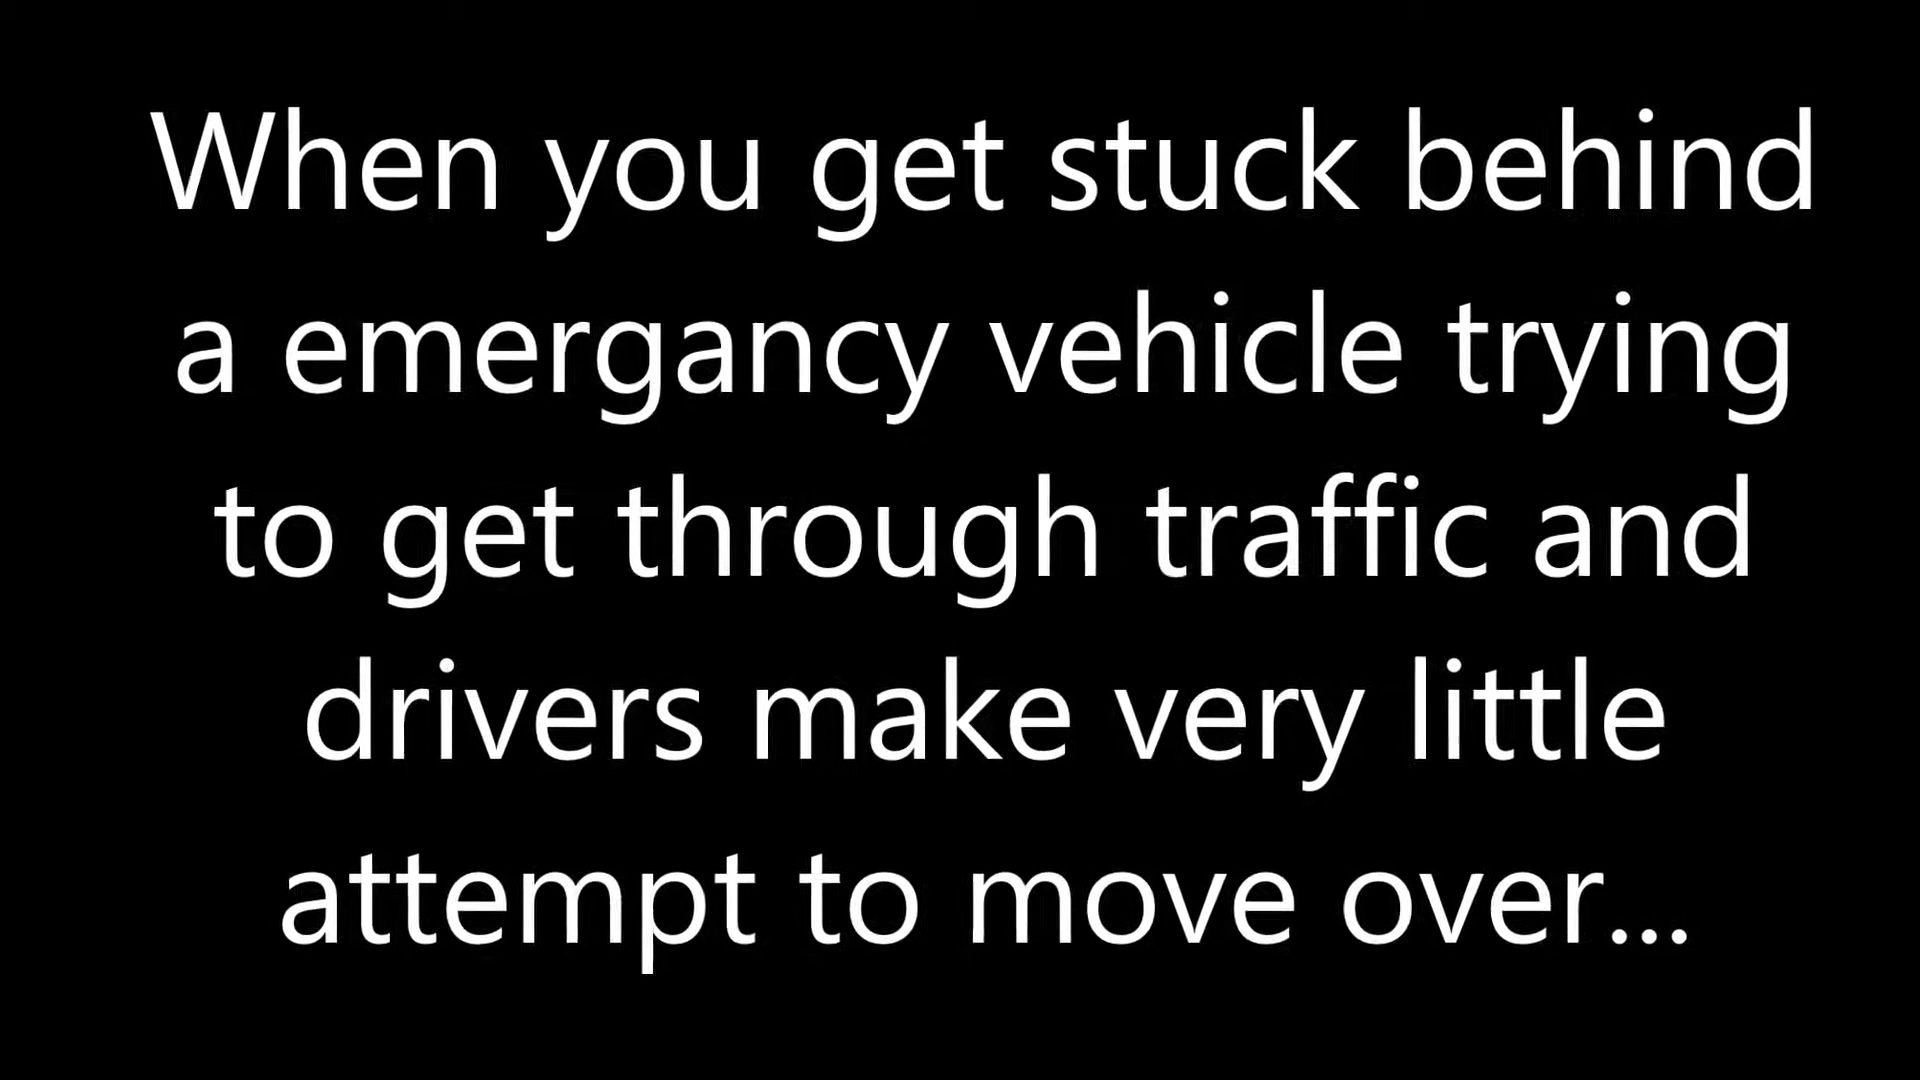 When you get stuck behind
a emergancy vehicle trying
to get through traffic and
drivers make very little
attempt to move over...